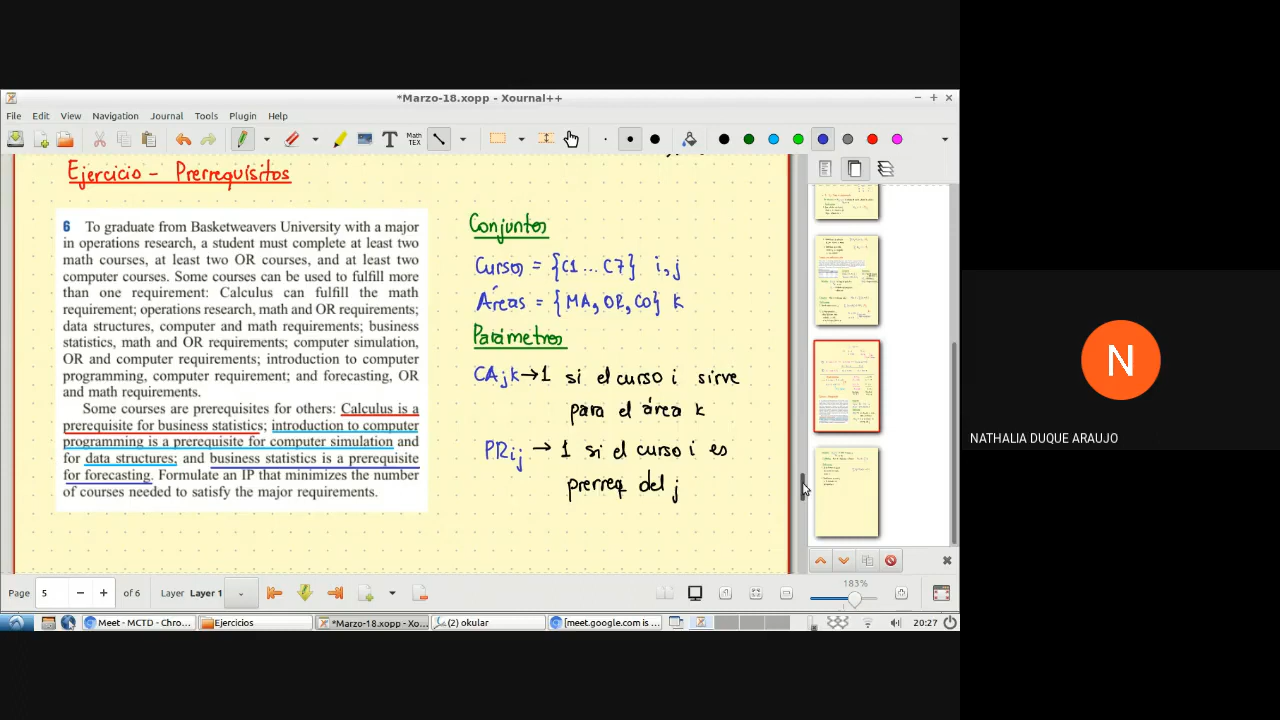 *Marzo-18.xopp - Xournal++
File Edit View Navigation Journal Tools Plugin Help
Ejercicio - Prerrequisitos
6 To graduate from Basketweavers University with a major
in operations research, a student must complete at least two
math courses, at least two OR courses, and at least two
computer courses. Some courses can be used to fulfill more
than one requirement: Calculus can fulfill the math
requirement, operations research, math and OR requirements;
data structures, computer and math requirements; business
statistics, math and OR requirements; computer simulation,
OR and computer requirements; introduction to computer
programming, computer requirement; and forecasting, OR
and math requirements.
Some courses are prerequisites for others: Calculus is a
prerequisite for business statistics; introduction to computer
programming is a prerequisite for computer simulation and
for data structures; and business statistics is a prerequisite
for forecasting. Formulate an IP that minimizes the number
of courses needed to satisfy the major requirements.
Conjuntos
Cursos = {C1 ... C7} i,j
Áreas = {MA, OR, CO} k
Parámetros
CAjk → 1 si el curso i sirve
para el área k
PRij → 1 si el curso i es
prerreq del j
N
NATHALIA DUQUE ARAUJO
Page 5 of 6 Layer Layer 1 183%
Meet - MCTD - Chro... Ejercicios *Marzo-18.xopp - Xo... (2) okular [meet.google.com is ... 20:27